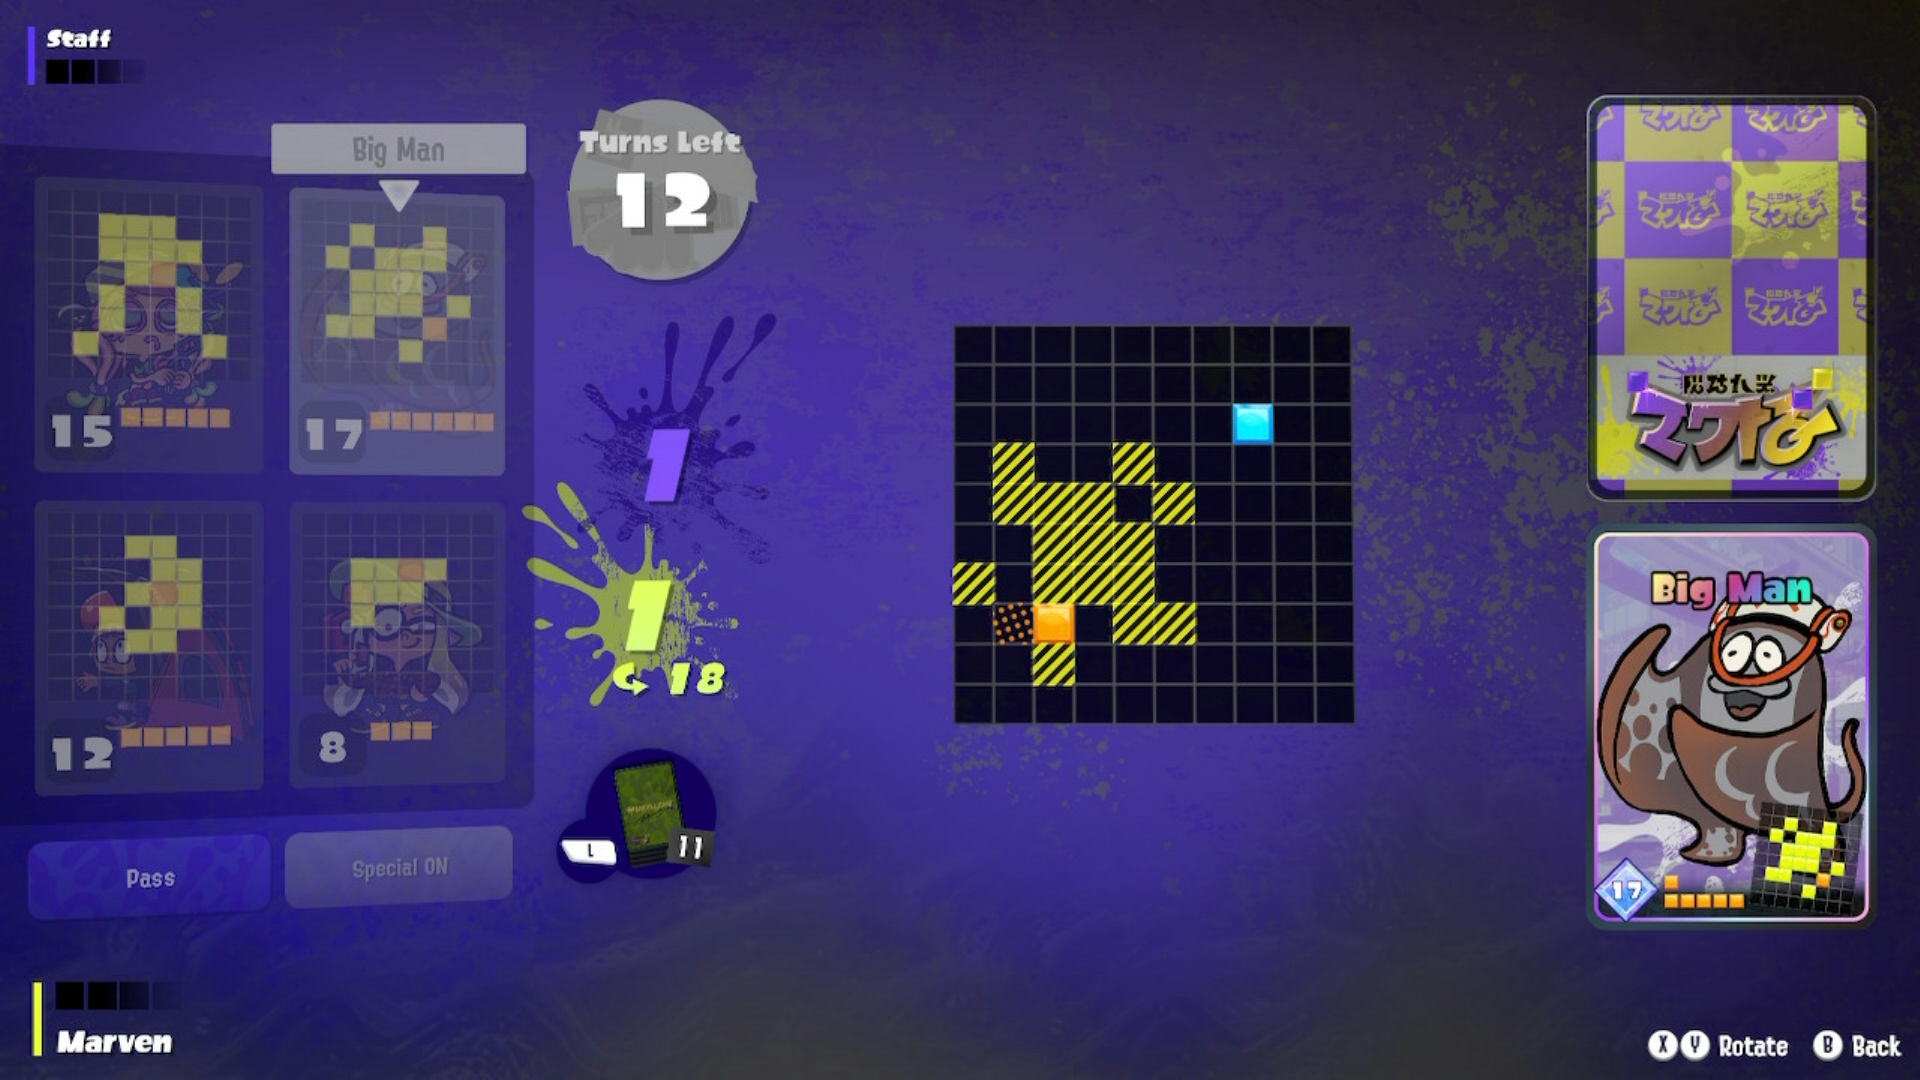 Staff
Big Man
Turns Left
12
15
17
12
8
1
1
18
L
11
Pass
Special ON
Marven
Big Man
17
X Y Rotate
B Back